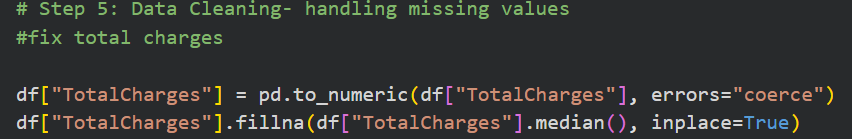 # Step 5: Data Cleaning- handling missing values
#fix total charges
df["TotalCharges"] = pd.to_numeric(df["TotalCharges"], errors="coerce")
df["TotalCharges"].fillna(df["TotalCharges"].median(), inplace=True)